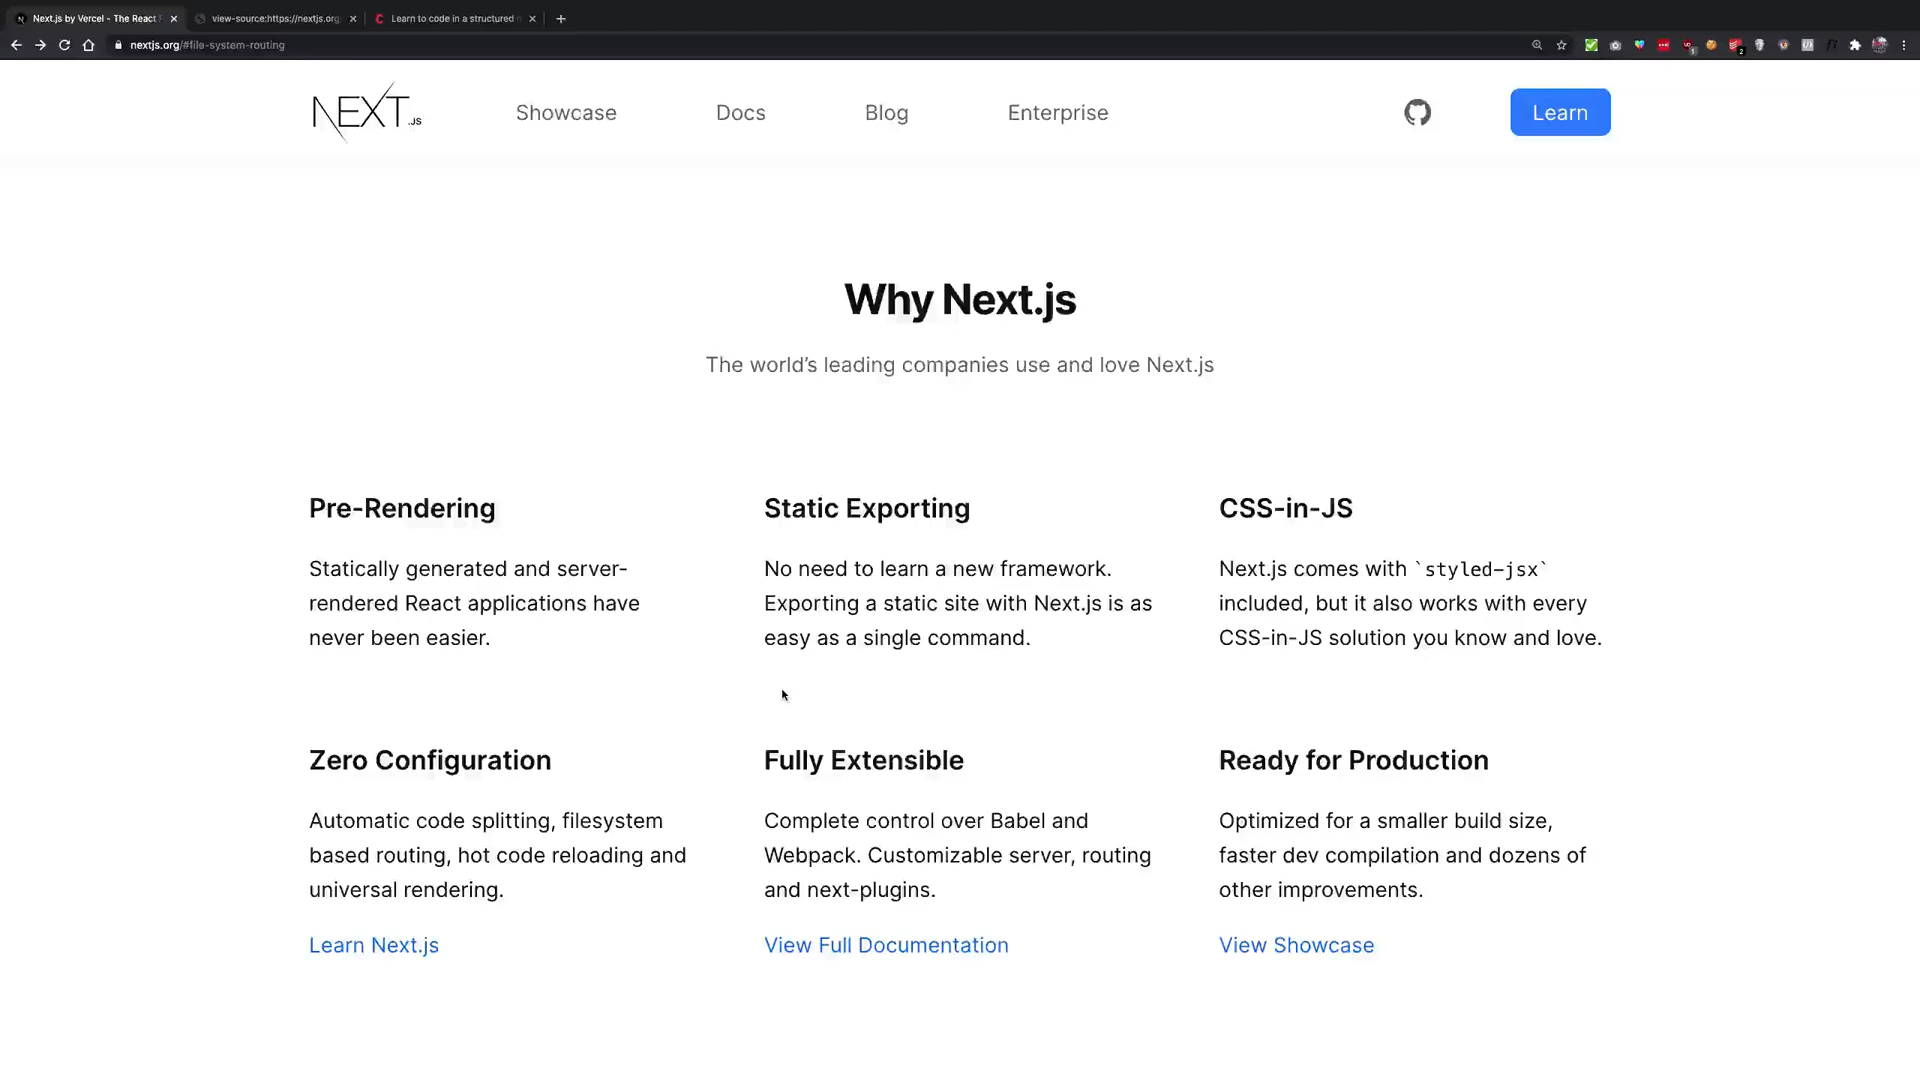 Next.js by Vercel - The React F
view-source:https://nextjs.org
Learn to code in a structured
nextjs.org/#file-system-routing
NEXT.JS
Showcase
Docs
Blog
Enterprise
Learn
Why Next.js
The world’s leading companies use and love Next.js
Pre-Rendering
Statically generated and server-
rendered React applications have
never been easier.
Static Exporting
No need to learn a new framework.
Exporting a static site with Next.js is as
easy as a single command.
CSS-in-JS
Next.js comes with `styled-jsx`
included, but it also works with every
CSS-in-JS solution you know and love.
Zero Configuration
Automatic code splitting, filesystem
based routing, hot code reloading and
universal rendering.
Learn Next.js
Fully Extensible
Complete control over Babel and
Webpack. Customizable server, routing
and next-plugins.
View Full Documentation
Ready for Production
Optimized for a smaller build size,
faster dev compilation and dozens of
other improvements.
View Showcase